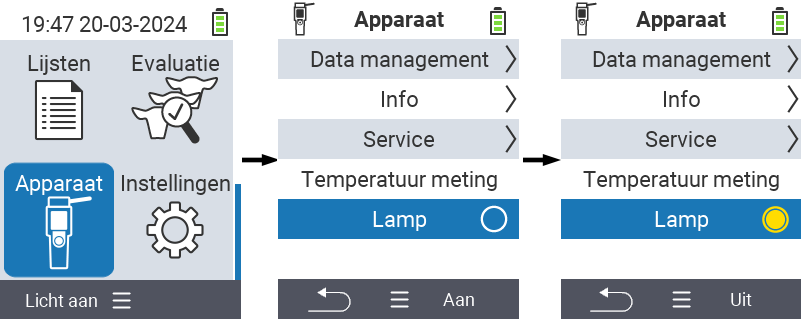 19:47 20-03-2024
Lijsten
Evaluatie
Apparaat
Instellingen
Licht aan
Apparaat
Data management
Info
Service
Temperatuur meting
Lamp
Aan
Apparaat
Data management
Info
Service
Temperatuur meting
Lamp
Uit